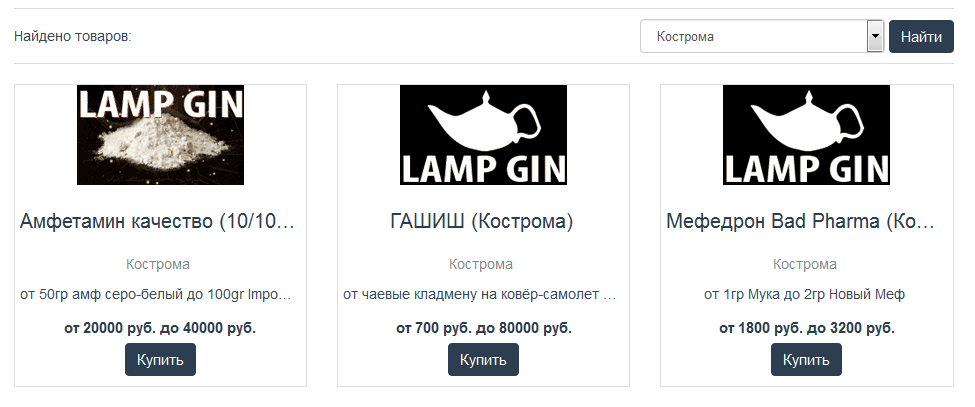 Найдено товаров:
Кострома
Найти
LAMP GIN
Амфетамин качество (10/10...
Кострома
от 50гр амф серо-белый до 100gr Impo...
от 20000 руб. до 40000 руб.
Купить
LAMP GIN
ГАШИШ (Кострома)
Кострома
от чаевые кладмену на ковёр-самолет ...
от 700 руб. до 80000 руб.
Купить
LAMP GIN
Мефедрон Bad Pharma (Ко...
Кострома
от 1гр Мука до 2гр Новый Меф
от 1800 руб. до 3200 руб.
Купить